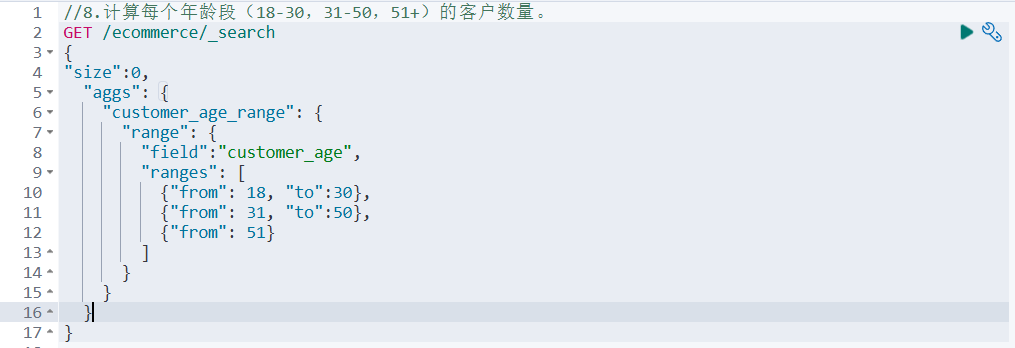 1 //8.计算每个年龄段（18-30，31-50，51+）的客户数量。
2 GET /ecommerce/_search
3 {
4 "size":0,
5   "aggs": {
6     "customer_age_range": {
7       "range": {
8         "field":"customer_age",
9         "ranges": [
10           {"from": 18, "to":30},
11           {"from": 31, "to":50},
12           {"from": 51}
13         ]
14       }
15     }
16   }
17 }